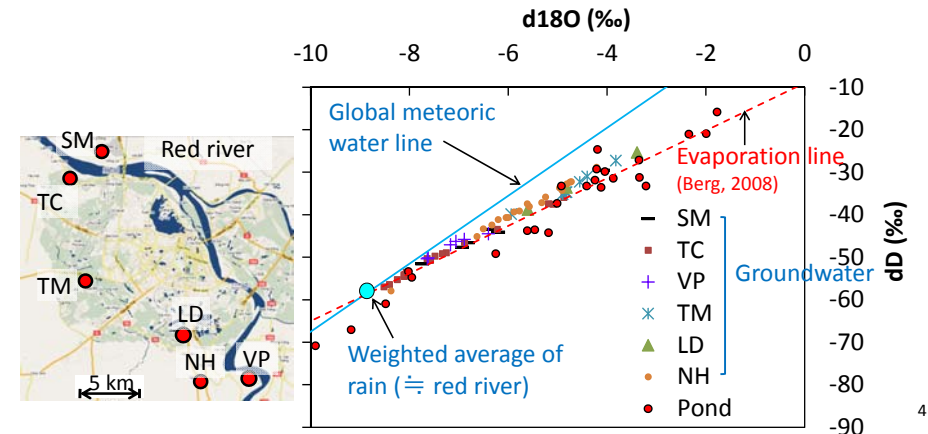 d18O (‰)
-10 -8 -6 -4 -2 0
-10
-20
-30
-40
-50
-60
-70
-80
-90
dD (‰)
Global meteoric
water line
Evaporation line
(Berg, 2008)
Weighted average of
rain (≒ red river)
SM
TC
VP
TM
LD
NH
Pond
Groundwater
SM
Red river
TC
TM
LD
NH
VP
5 km
4